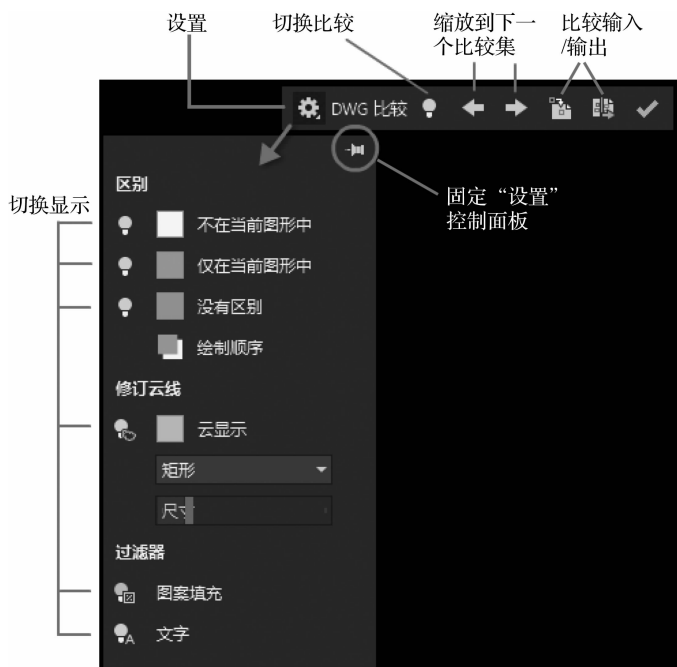 设置
切换比较
缩放到下一
个比较集
比较输入
/输出
DWG 比较
固定“设置”
控制面板
切换显示
区别
不在当前图形中
仅在当前图形中
没有区别
绘制顺序
修订云线
云显示
矩形
尺寸
过滤器
图案填充
A
文字